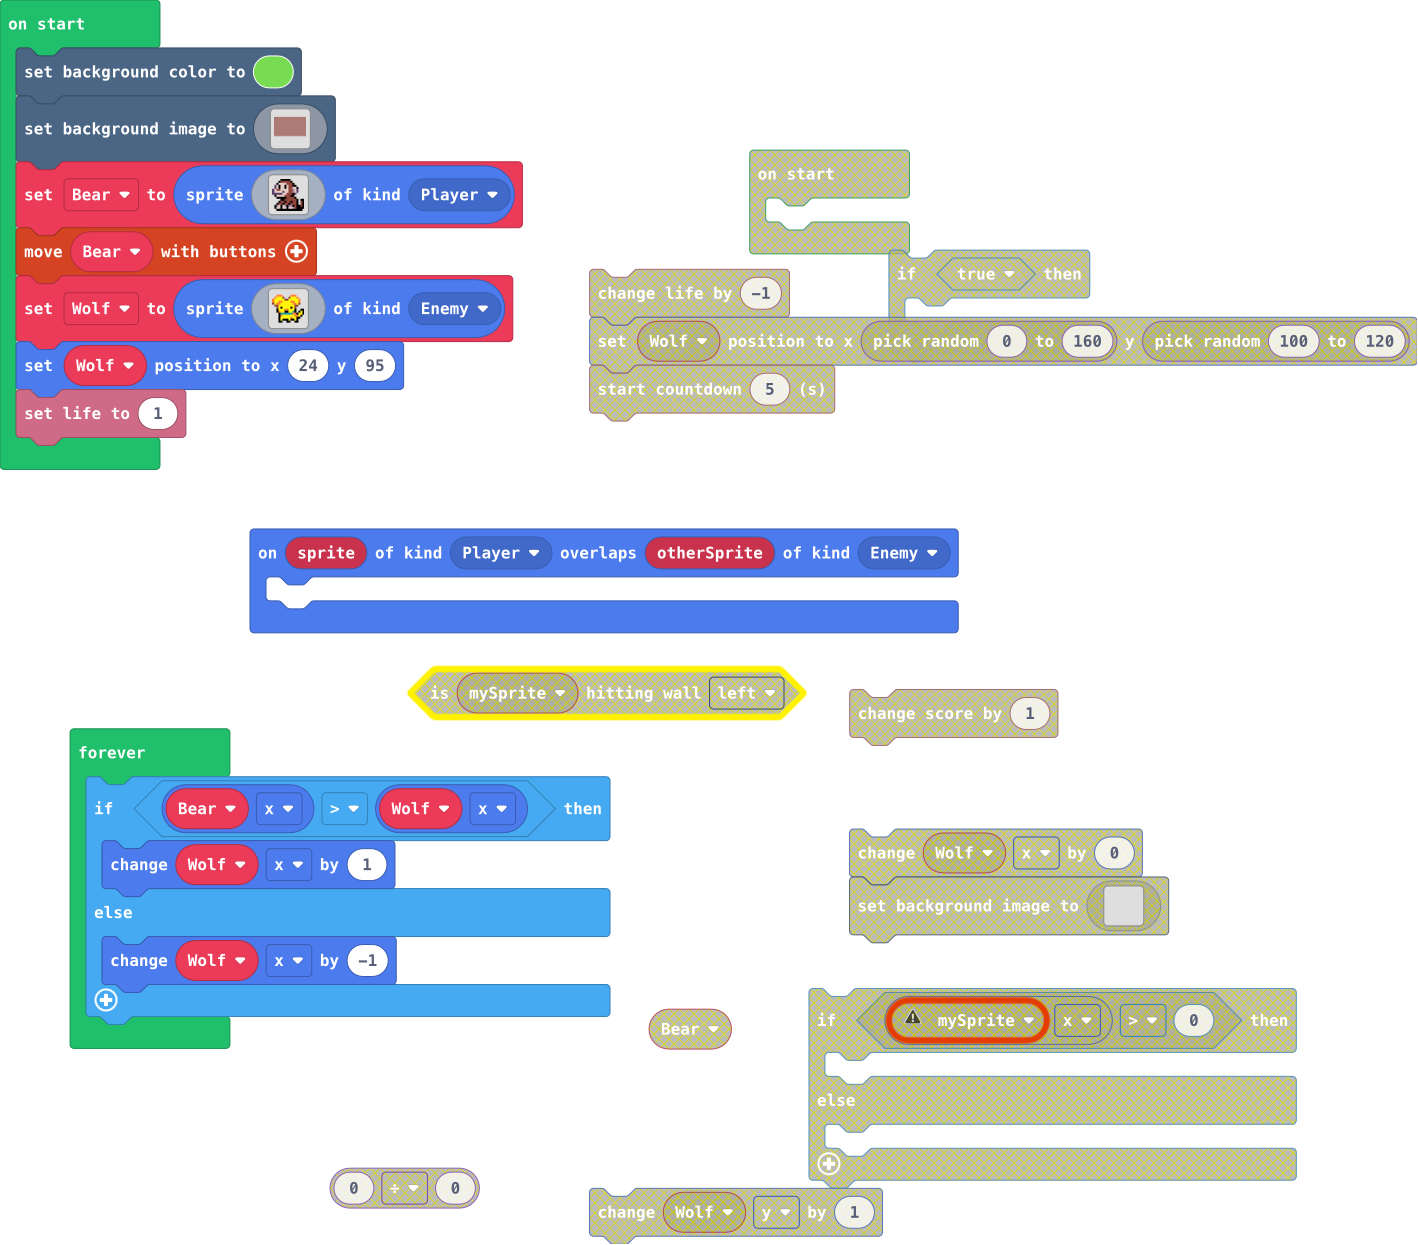 on start
set background color to
set background image to
set Bear to sprite of kind Player
move Bear with buttons
set Wolf to sprite of kind Enemy
set Wolf position to x 24 y 95
set life to 1
on start
if true then
change life by -1
set Wolf position to x pick random 0 to 160 y pick random 100 to 120
start countdown 5 (s)
on sprite of kind Player overlaps otherSprite of kind Enemy
is mySprite hitting wall left
change score by 1
forever
if Bear x > Wolf x then
change Wolf x by 1
else
change Wolf x by -1
change Wolf x by 0
set background image to
Bear
if mySprite x > 0 then
else
0 ÷ 0
change Wolf y by 1